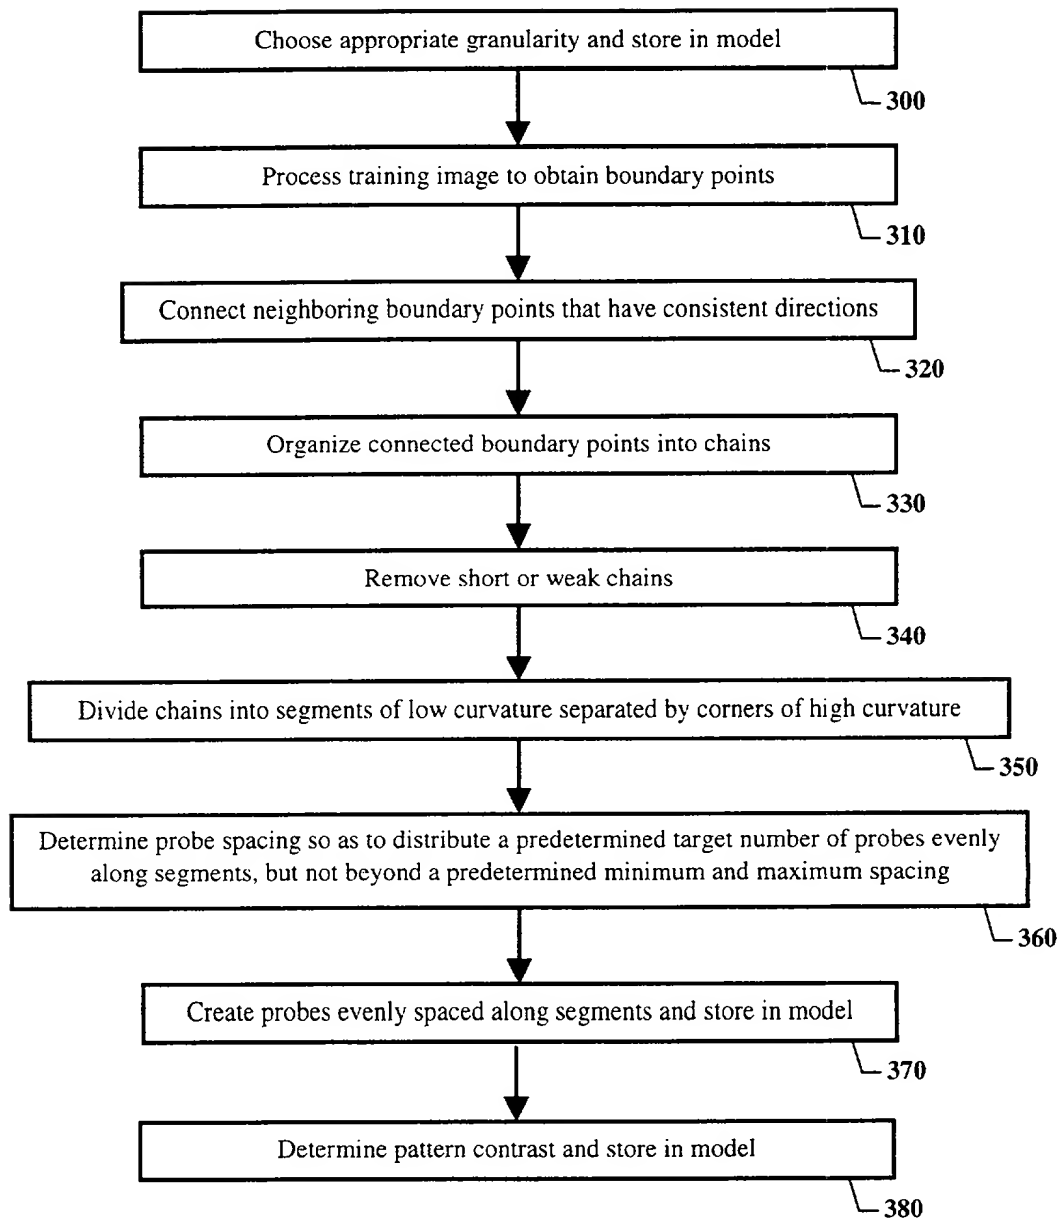 Choose appropriate granularity and store in model
300
Process training image to obtain boundary points
310
Connect neighboring boundary points that have consistent directions
320
Organize connected boundary points into chains
330
Remove short or weak chains
340
Divide chains into segments of low curvature separated by corners of high curvature
350
Determine probe spacing so as to distribute a predetermined target number of probes evenly
along segments, but not beyond a predetermined minimum and maximum spacing
360
Create probes evenly spaced along segments and store in model
370
Determine pattern contrast and store in model
380